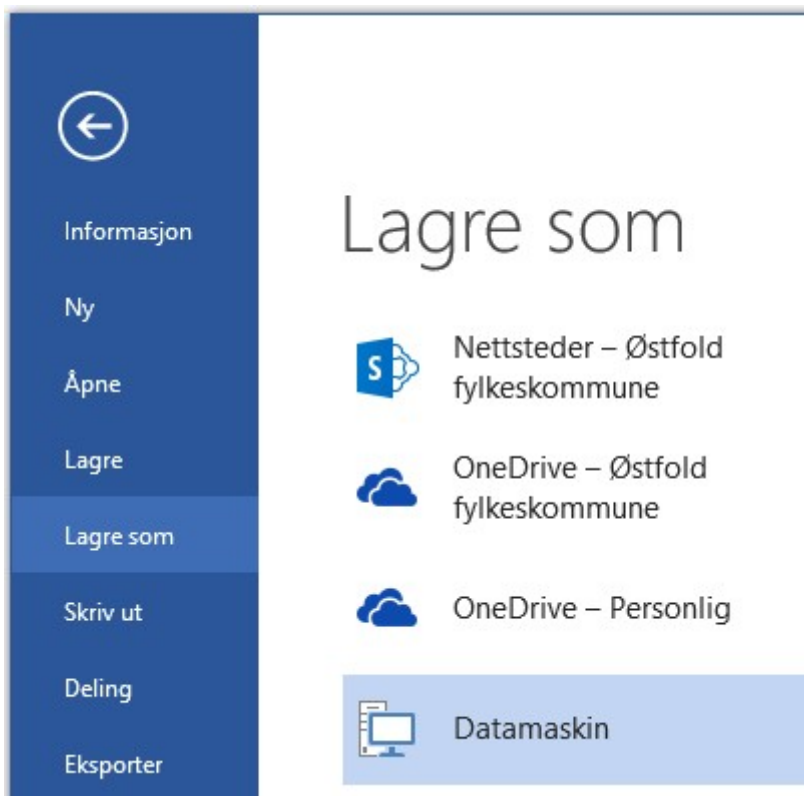 Informasjon
Ny
Åpne
Lagre
Lagre som
Skriv ut
Deling
Eksporter
Lagre som
S
Nettsteder – Østfold
fylkeskommune
OneDrive – Østfold
fylkeskommune
OneDrive – Personlig
Datamaskin